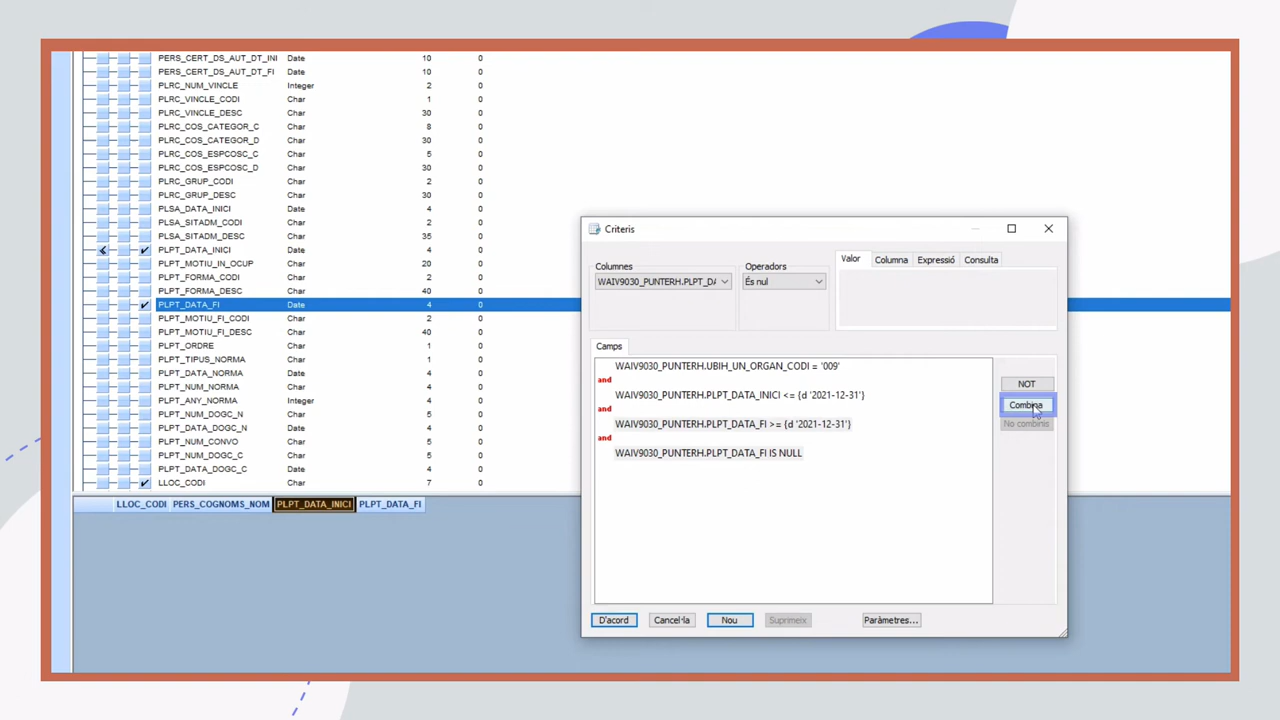 PERS_CERT_DS_AUT_DT_INI Date 10 0
PERS_CERT_DS_AUT_DT_FI Date 10 0
PLRC_NUM_VINCLE Integer 2 0
PLRC_VINCLE_CODI Char 1 0
PLRC_VINCLE_DESC Char 30 0
PLRC_COS_CATEGOR_C Char 8 0
PLRC_COS_CATEGOR_D Char 30 0
PLRC_COS_ESPCOSC_C Char 5 0
PLRC_COS_ESPCOSC_D Char 30 0
PLRC_GRUP_CODI Char 2 0
PLRC_GRUP_DESC Char 30 0
PLSA_DATA_INICI Date 4 0
PLSA_SITADM_CODI Char 2 0
PLSA_SITADM_DESC Char 35 0
PLPT_DATA_INICI Date 4 0
PLPT_MOTIU_IN_OCUP Char 20 0
PLPT_FORMA_CODI Char 2 0
PLPT_FORMA_DESC Char 40 0
PLPT_DATA_FI Date 4 0
PLPT_MOTIU_FI_CODI Char 2 0
PLPT_MOTIU_FI_DESC Char 40 0
PLPT_ORDRE Char 1 0
PLPT_TIPUS_NORMA Char 1 0
PLPT_DATA_NORMA Date 4 0
PLPT_NUM_NORMA Char 4 0
PLPT_ANY_NORMA Integer 4 0
PLPT_NUM_DOGC_N Char 5 0
PLPT_DATA_DOGC_N Date 4 0
PLPT_NUM_CONVO Char 5 0
PLPT_NUM_DOGC_C Char 5 0
PLPT_DATA_DOGC_C Date 4 0
LLOC_CODI Char 7 0
LLOC_CODI PERS_COGNOMS_NOM PLPT_DATA_INICI PLPT_DATA_FI
Criteris
Columnes Operadors Valor Columna Expressió Consulta
WAIV9030_PUNTERH.PLPT_DA És nul
Camps
WAIV9030_PUNTERH.UBIH_UN_ORGAN_CODI = '009'
and
WAIV9030_PUNTERH.PLPT_DATA_INICI <= {d '2021-12-31'}
and
WAIV9030_PUNTERH.PLPT_DATA_FI >= {d '2021-12-31'}
and
WAIV9030_PUNTERH.PLPT_DATA_FI IS NULL
NOT
Combina
No combinis
D'acord Cancel·la Nou Suprimeix Paràmetres...